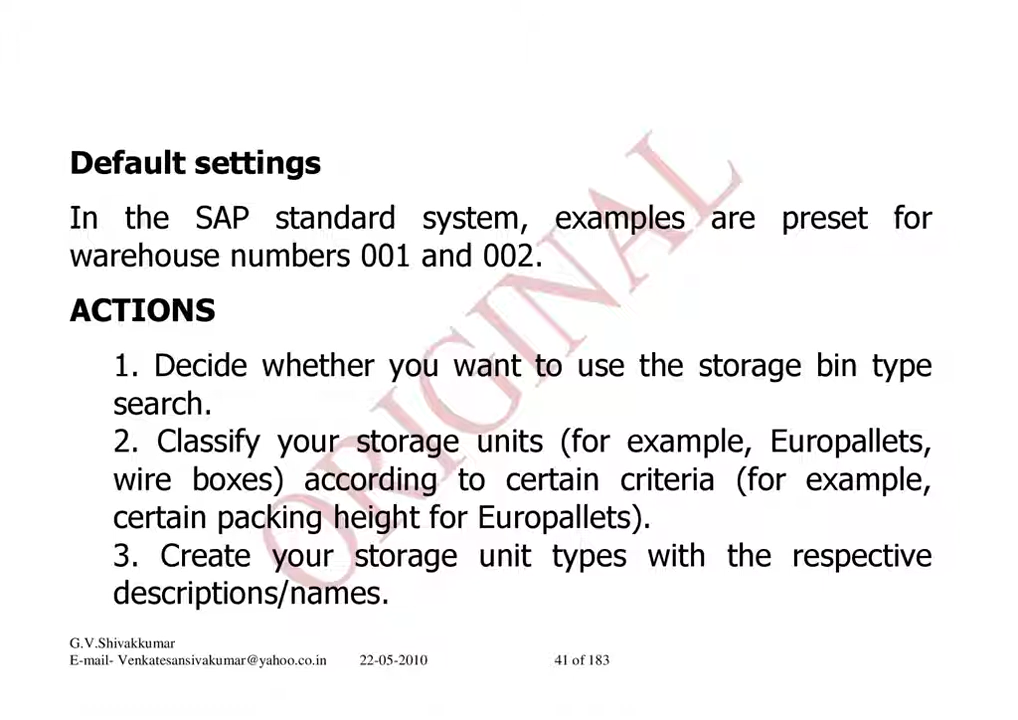 Default settings
In the SAP standard system, examples are preset for
warehouse numbers 001 and 002.
ACTIONS
1. Decide whether you want to use the storage bin type
search.
2. Classify your storage units (for example, Europallets,
wire boxes) according to certain criteria (for example,
certain packing height for Europallets).
3. Create your storage unit types with the respective
descriptions/names.
ORIGINAL
G.V.Shivakkumar
E-mail- Venkatesansivakumar@yahoo.co.in 22-05-2010 41 of 183